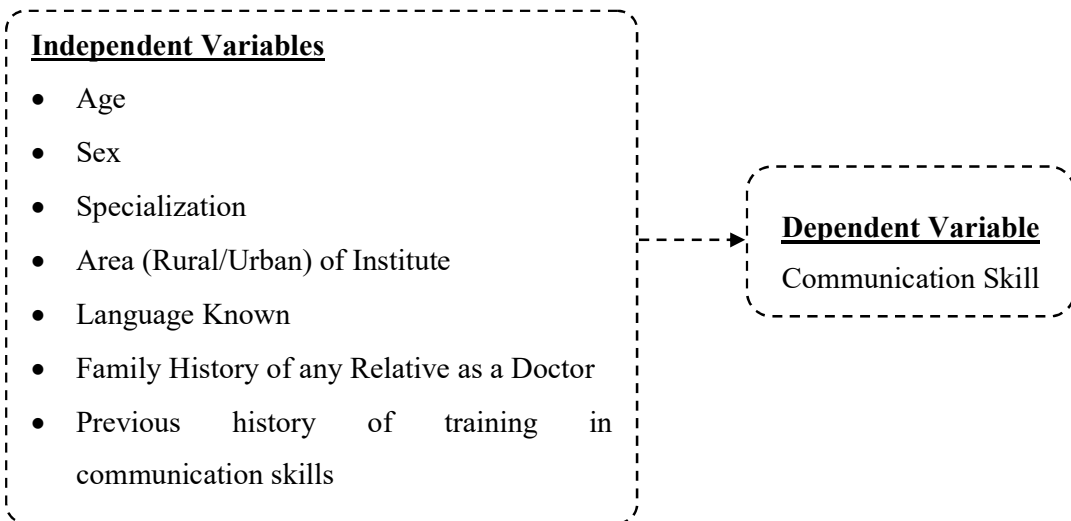 Independent Variables
• Age
• Sex
• Specialization
• Area (Rural/Urban) of Institute
• Language Known
• Family History of any Relative as a Doctor
• Previous history of training in
communication skills
Dependent Variable
Communication Skill